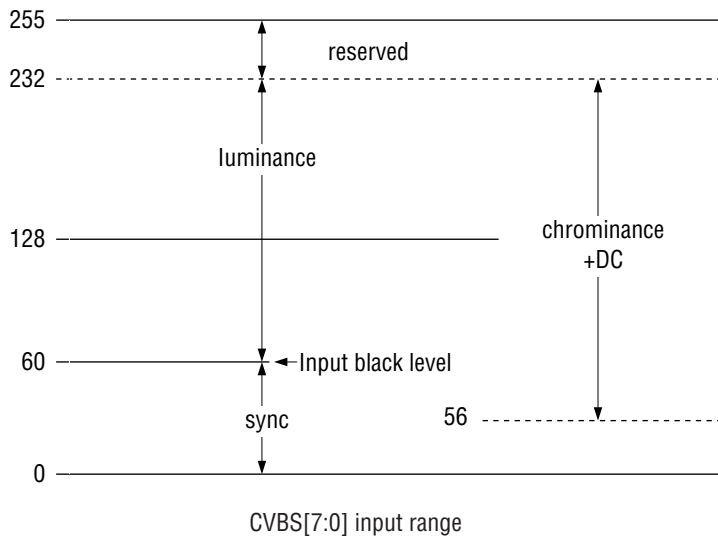 255
reserved
232
luminance
128
chrominance
+DC
60
Input black level
sync
56
0
CVBS[7:0] input range